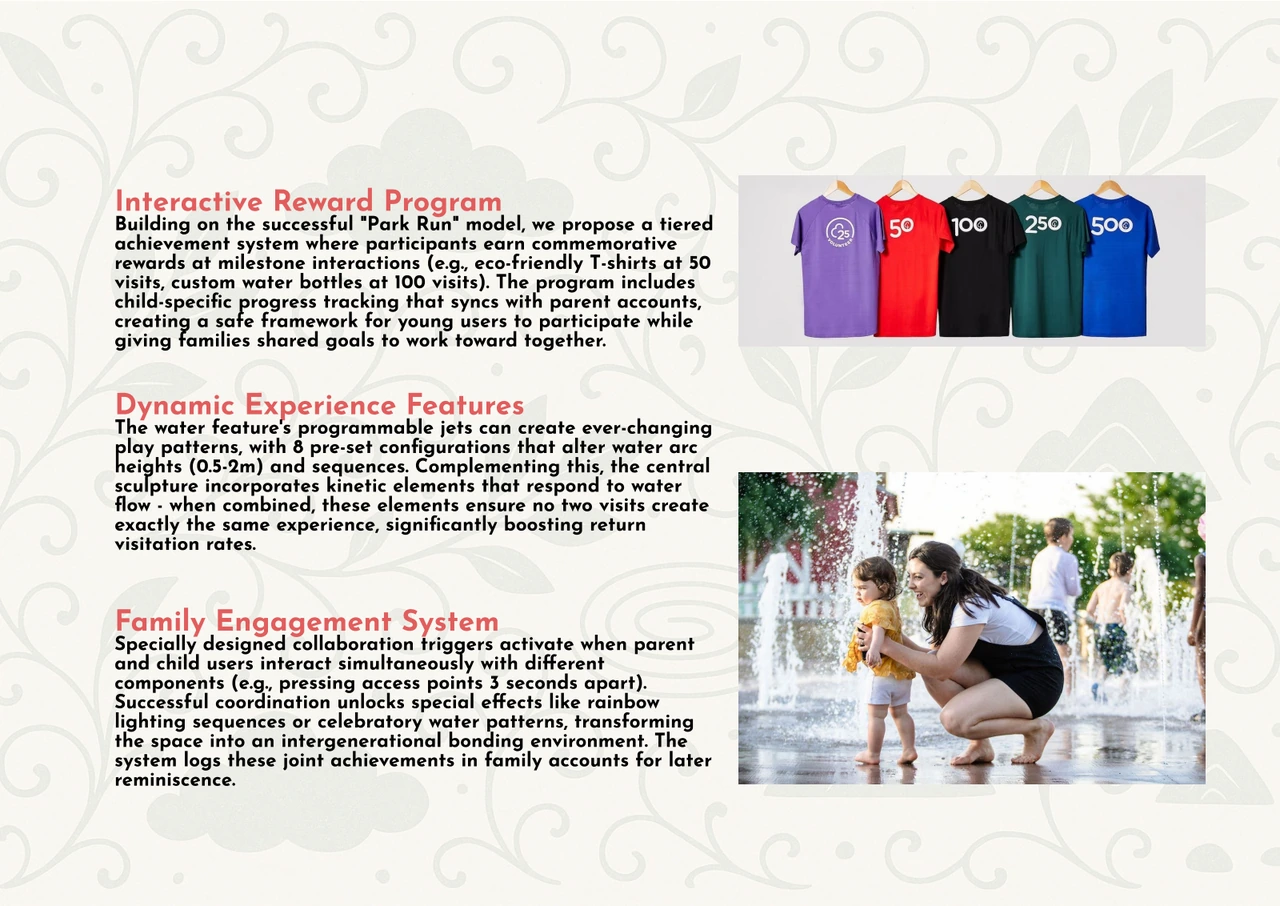 Interactive Reward Program
Building on the successful "Park Run" model, we propose a tiered
achievement system where participants earn commemorative
rewards at milestone interactions (e.g., eco-friendly T-shirts at 50
visits, custom water bottles at 100 visits). The program includes
child-specific progress tracking that syncs with parent accounts,
creating a safe framework for young users to participate while
giving families shared goals to work toward together.
Dynamic Experience Features
The water feature's programmable jets can create ever-changing
play patterns, with 8 pre-set configurations that alter water arc
heights (0.5-2m) and sequences. Complementing this, the central
sculpture incorporates kinetic elements that respond to water
flow - when combined, these elements ensure no two visits create
exactly the same experience, significantly boosting return
visitation rates.
Family Engagement System
Specially designed collaboration triggers activate when parent
and child users interact simultaneously with different
components (e.g., pressing access points 3 seconds apart).
Successful coordination unlocks special effects like rainbow
lighting sequences or celebratory water patterns, transforming
the space into an intergenerational bonding environment. The
system logs these joint achievements in family accounts for later
reminiscence.
25
VOLUNTEER
50
100
250
500